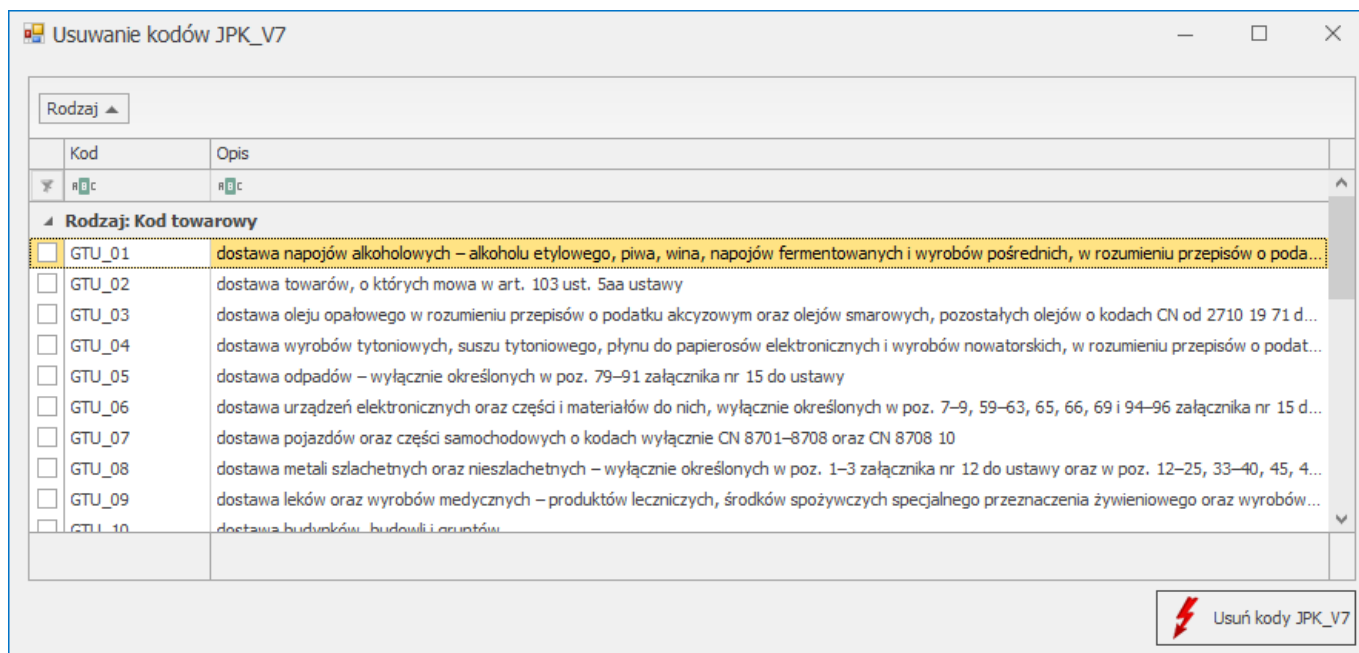 Usuwanie kodów JPK_V7
Rodzaj
Kod Opis
ABC ABC
Rodzaj: Kod towarowy
GTU_01 dostawa napojów alkoholowych – alkoholu etylowego, piwa, wina, napojów fermentowanych i wyrobów pośrednich, w rozumieniu przepisów o poda...
GTU_02 dostawa towarów, o których mowa w art. 103 ust. 5aa ustawy
GTU_03 dostawa oleju opałowego w rozumieniu przepisów o podatku akcyzowym oraz olejów smarowych, pozostałych olejów o kodach CN od 2710 19 71 d...
GTU_04 dostawa wyrobów tytoniowych, suszu tytoniowego, płynu do papierosów elektronicznych i wyrobów nowatorskich, w rozumieniu przepisów o podat...
GTU_05 dostawa odpadów – wyłącznie określonych w poz. 79–91 załącznika nr 15 do ustawy
GTU_06 dostawa urządzeń elektronicznych oraz części i materiałów do nich, wyłącznie określonych w poz. 7–9, 59–63, 65, 66, 69 i 94–96 załącznika nr 15 d...
GTU_07 dostawa pojazdów oraz części samochodowych o kodach wyłącznie CN 8701–8708 oraz CN 8708 10
GTU_08 dostawa metali szlachetnych oraz nieszlachetnych – wyłącznie określonych w poz. 1–3 załącznika nr 12 do ustawy oraz w poz. 12–25, 33–40, 45, 4...
GTU_09 dostawa leków oraz wyrobów medycznych – produktów leczniczych, środków spożywczych specjalnego przeznaczenia żywieniowego oraz wyrobów...
GTU_10 dostawa budynków, budowli i gruntów
Usuń kody JPK_V7